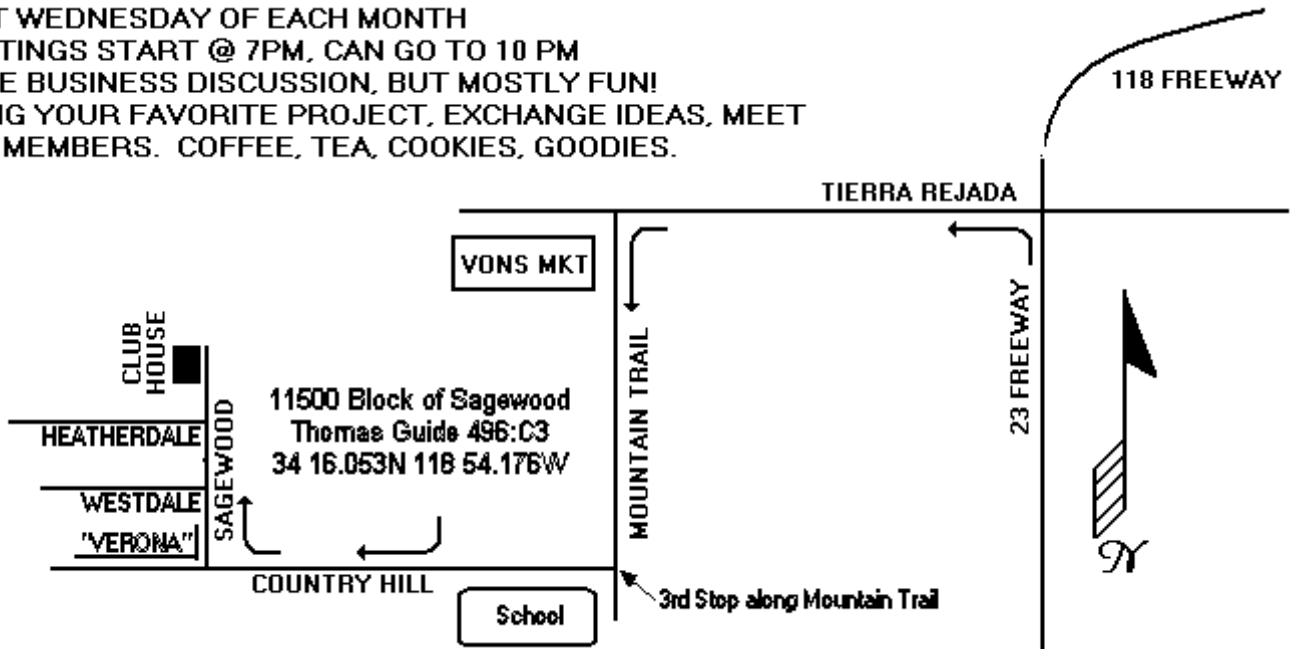 T WEDNESDAY OF EACH MONTH
TINGS START @ 7PM, CAN GO TO 10 PM
E BUSINESS DISCUSSION, BUT MOSTLY FUN!
NG YOUR FAVORITE PROJECT, EXCHANGE IDEAS, MEET
MEMBERS. COFFEE, TEA, COOKIES, GOODIES.
118 FREEWAY
TIERRA REJADA
VONS MKT
CLUB
HOUSE
MOUNTAIN TRAIL
23 FREEWAY
11500 Block of Sagewood
Thomas Guide 496:C3
34 16.053N 118 54.176W
HEATHERDALE
SAGEWOOD
WESTDALE
"VERONA"
COUNTRY HILL
N
3rd Stop along Mountain Trail
School